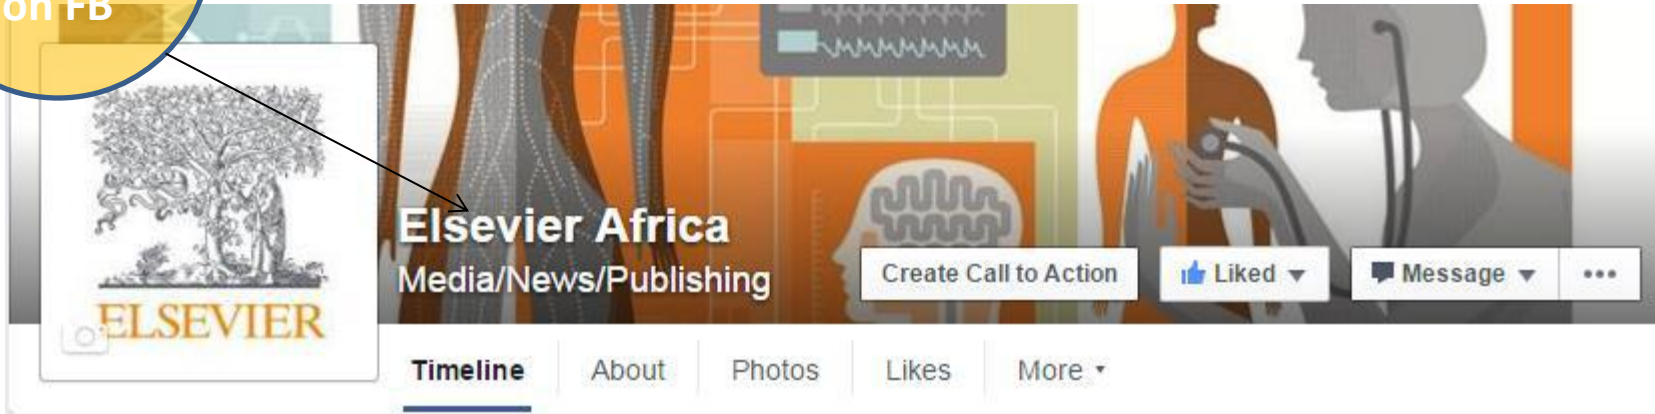 on FB
ELSEVIER
Elsevier Africa
Media/News/Publishing
Create Call to Action
Liked
Message
•••
Timeline
About
Photos
Likes
More